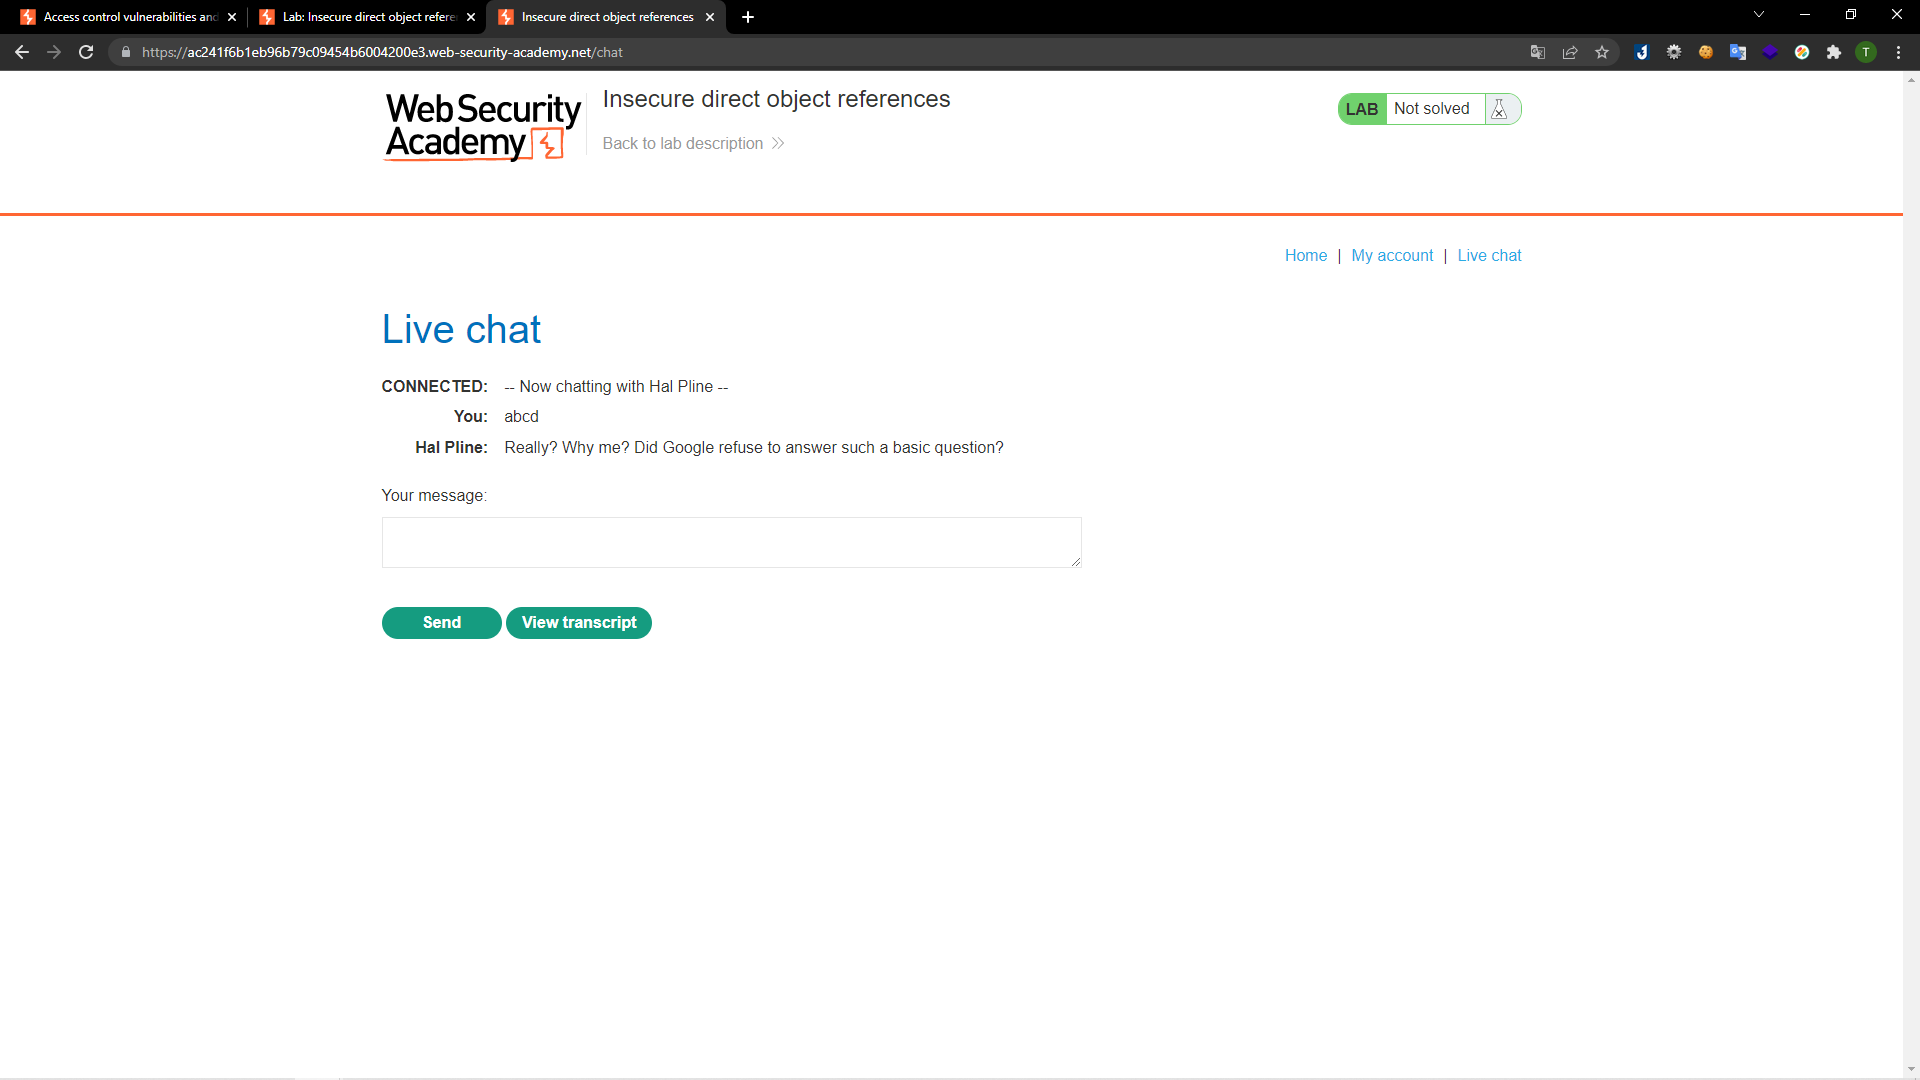 Access control vulnerabilities and
Lab: Insecure direct object refere
Insecure direct object references
https://ac241f6b1eb96b79c09454b6004200e3.web-security-academy.net/chat
T
Web Security
Academy
Insecure direct object references
Back to lab description
LAB Not solved
Home | My account | Live chat
Live chat
CONNECTED: -- Now chatting with Hal Pline --
You: abcd
Hal Pline: Really? Why me? Did Google refuse to answer such a basic question?
Your message:
Send View transcript